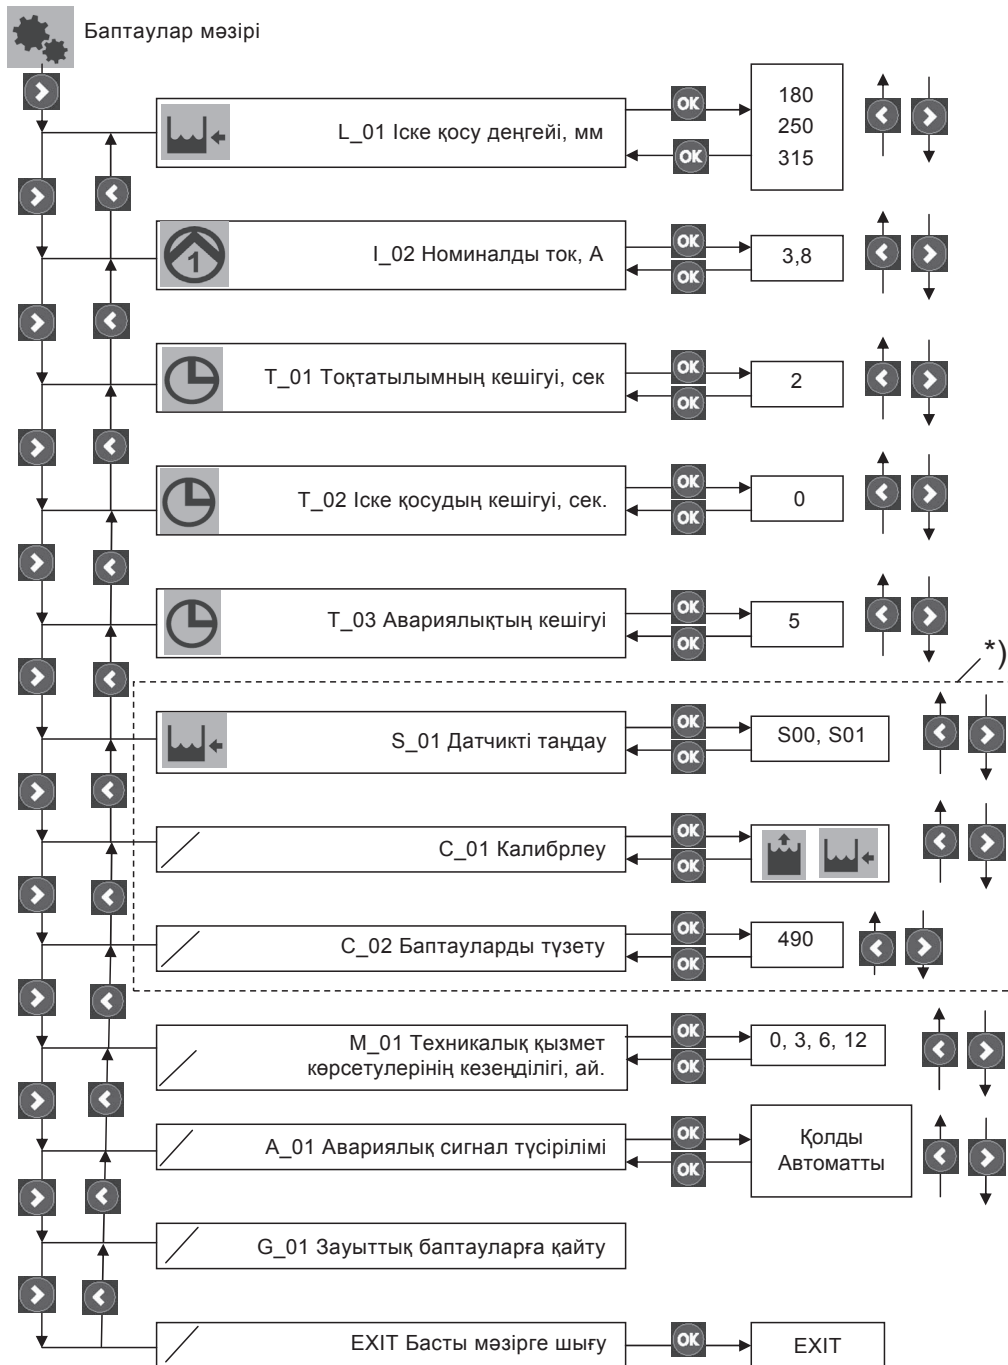 Баптаулар мәзірі
L_01 Іске қосу деңгейі, мм
OK
OK
180
250
315
1
I_02 Номиналды ток, А
OK
OK
3,8
T_01 Тоқтатылымның кешігуі, сек
OK
OK
2
T_02 Іске қосудың кешігуі, сек.
OK
OK
0
T_03 Авариялықтың кешігуі
OK
OK
5
*)
S_01 Датчикті таңдау
OK
OK
S00, S01
C_01 Калибрлеу
OK
OK
C_02 Баптауларды түзету
OK
OK
490
M_01 Техникалық қызмет
көрсетулерінің кезеңділігі, ай.
OK
OK
0, 3, 6, 12
A_01 Авариялық сигнал түсірілімі
OK
OK
Қолды
Автоматты
G_01 Зауыттық баптауларға қайту
EXIT Басты мәзірге шығу
OK
EXIT